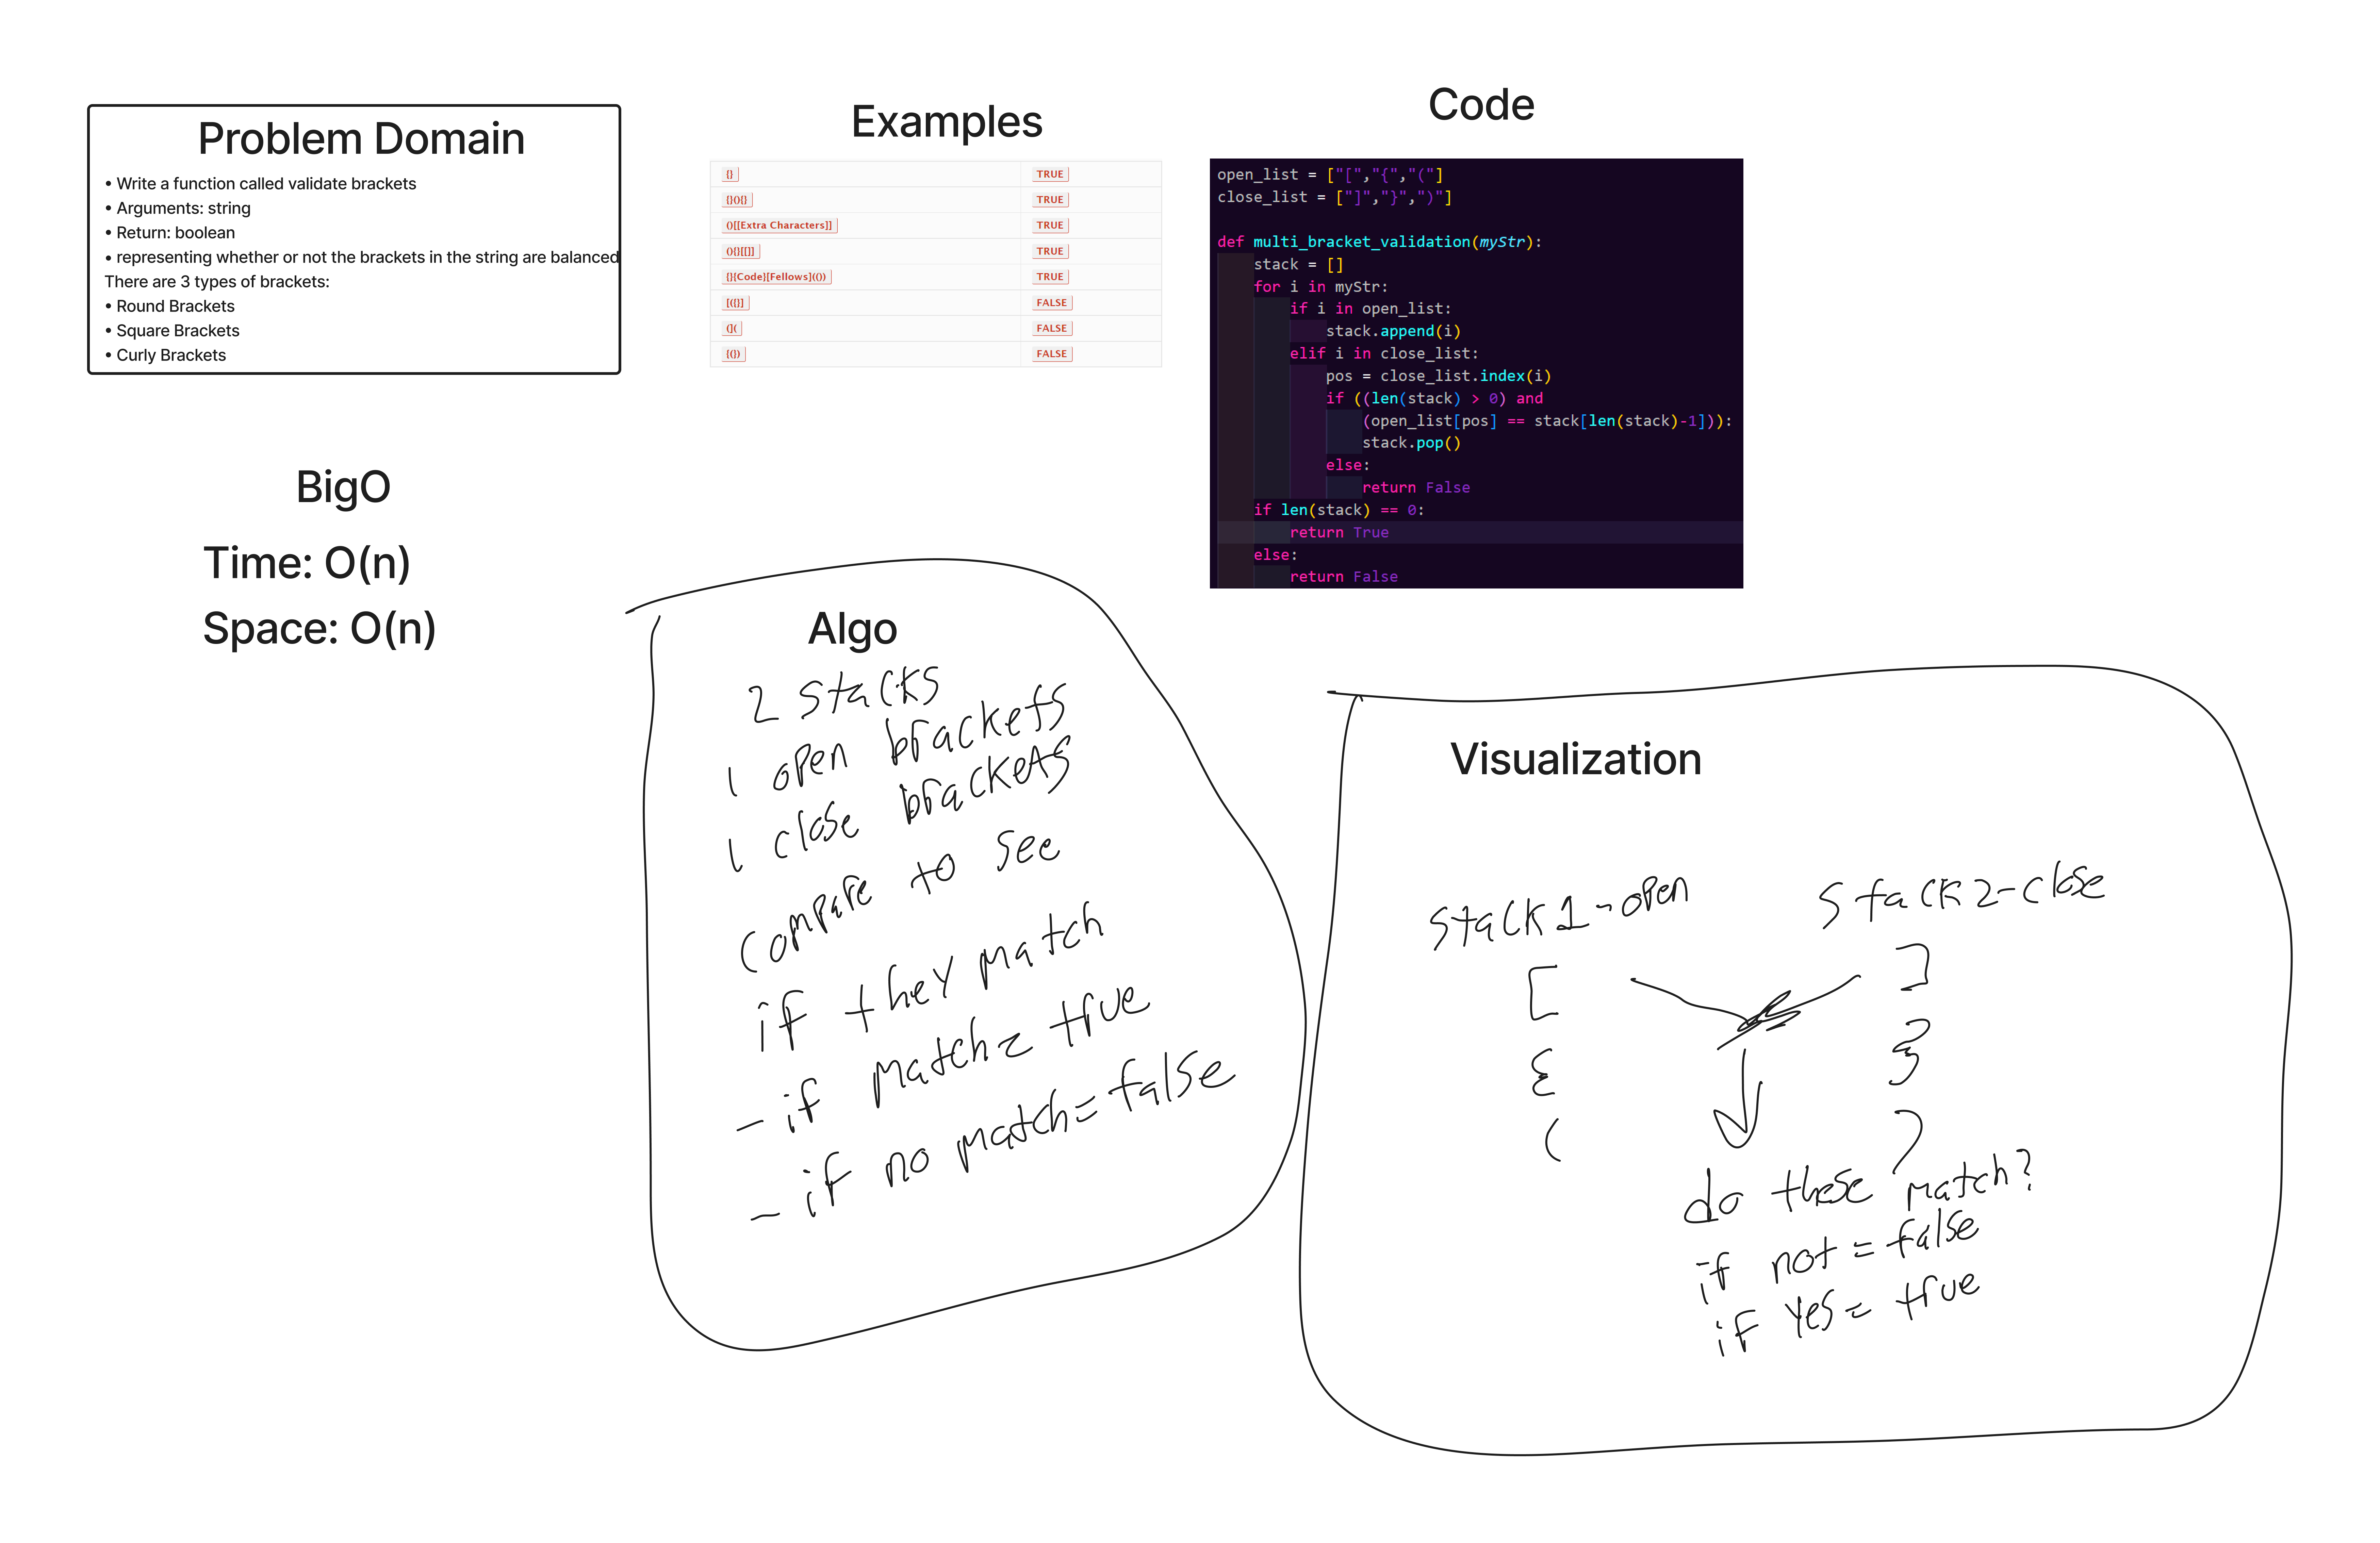 Problem Domain
• Write a function called validate brackets
• Arguments: string
• Return: boolean
• representing whether or not the brackets in the string are balanced
There are 3 types of brackets:
• Round Brackets
• Square Brackets
• Curly Brackets
Examples
{} TRUE
{}(){} TRUE
()[[Extra Characters]] TRUE
(){}[[]] TRUE
{}{Code}[Fellows](()) TRUE
[({}] FALSE
(]( FALSE
{(}) FALSE
Code
open_list = ["[","{","("]
close_list = ["]","}",")"]
def multi_bracket_validation(myStr):
stack = []
for i in myStr:
if i in open_list:
stack.append(i)
elif i in close_list:
pos = close_list.index(i)
if ((len(stack) > 0) and
(open_list[pos] == stack[len(stack)-1])):
stack.pop()
else:
return False
if len(stack) == 0:
return True
else:
return False
BigO
Time: O(n)
Space: O(n)
Algo
2 stacks
1 open brackets
1 close brackets
compare to see
if they match
- if match = true
- if no match = false
Visualization
stack 1 - open stack 2 - close
[ ]
{ }
( )
do these match?
if not = false
if yes = true